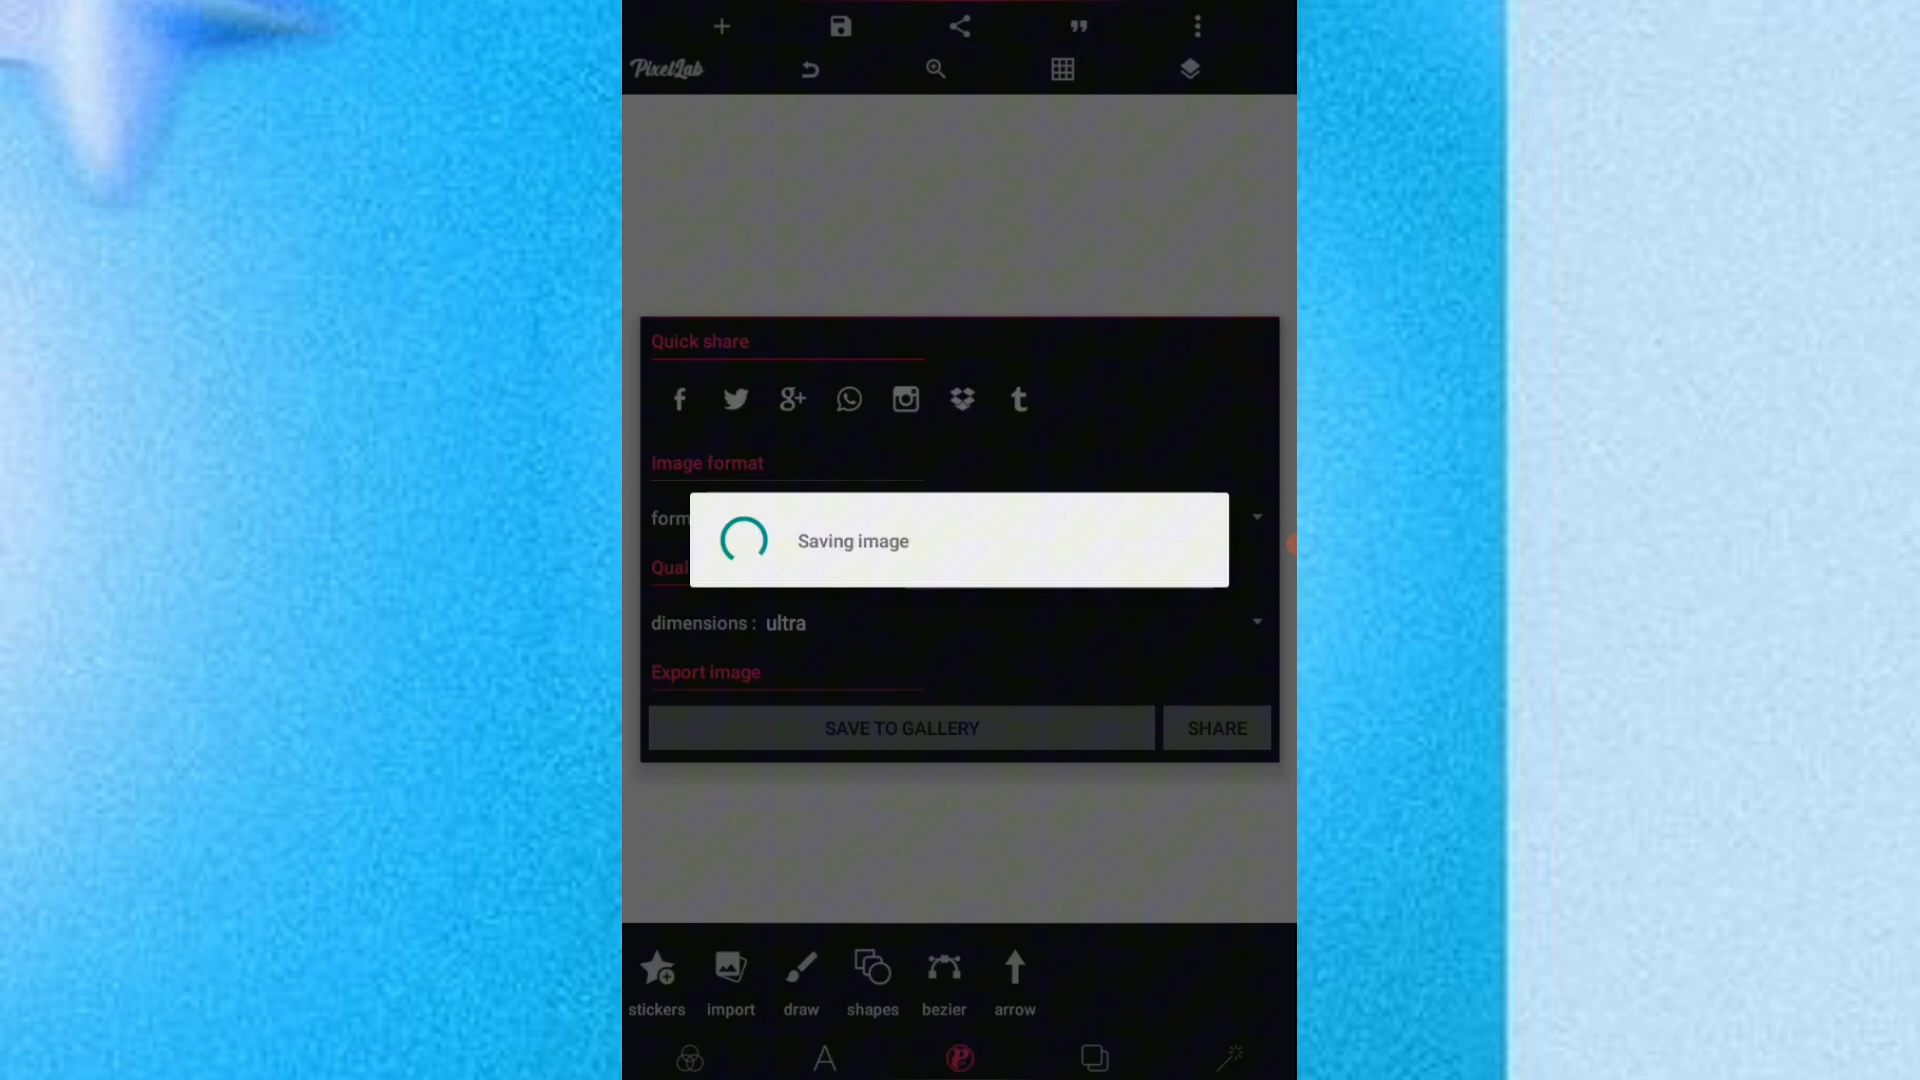 PixelLab
Quick share
Image format
form
Saving image
Qual
dimensions : ultra
Export image
SAVE TO GALLERY SHARE
stickers import draw shapes bezier arrow